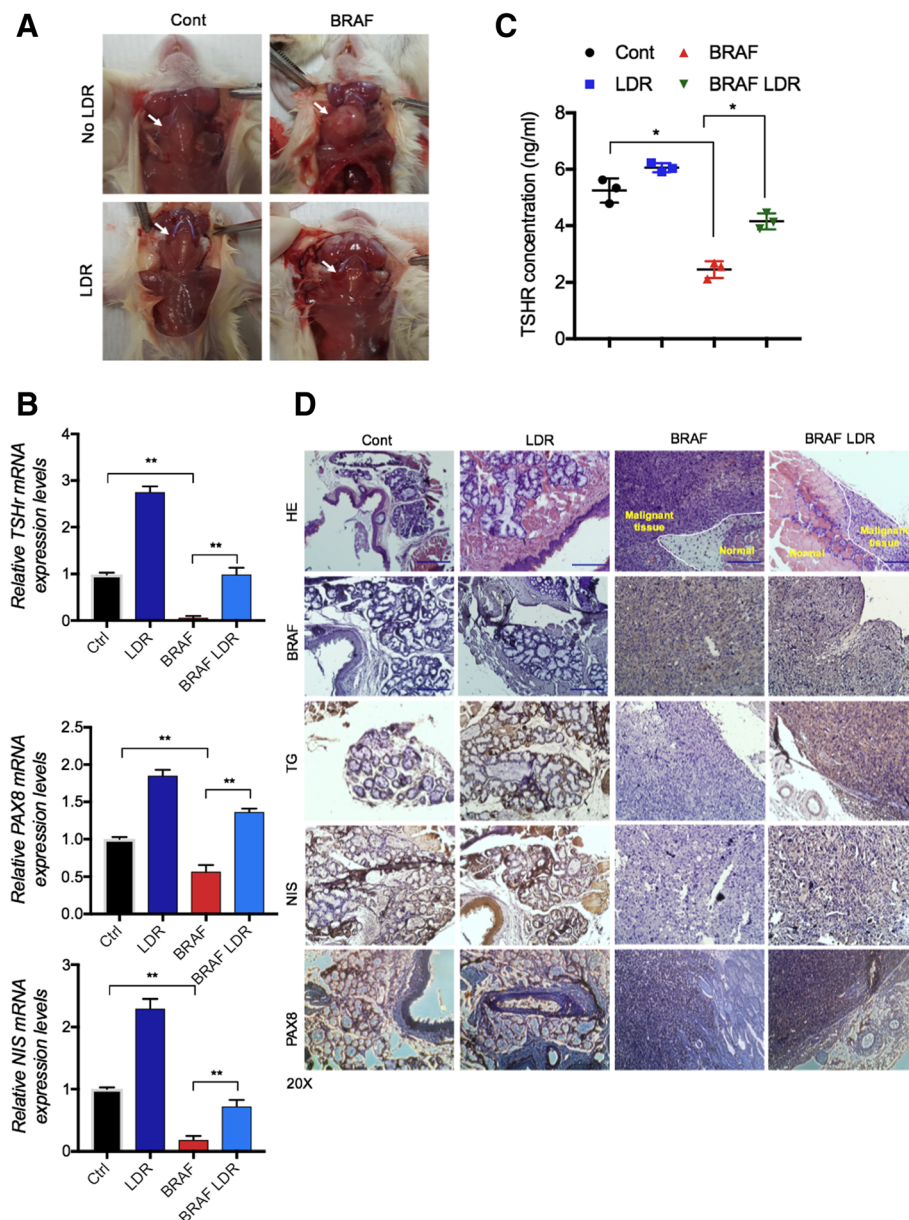 A
Cont
BRAF
No LDR
LDR
B
Relative TSHr mRNA
expression levels
4
3
2
1
0
**
**
Ctrl
LDR
BRAF
BRAF LDR
Relative PAX8 mRNA
expression levels
2.5
2.0
1.5
1.0
0.5
0.0
**
**
Ctrl
LDR
BRAF
BRAF LDR
Relative NIS mRNA
expression levels
3
2
1
0
**
**
Ctrl
LDR
BRAF
BRAF LDR
C
Cont
BRAF
LDR
BRAF LDR
TSHR concentration (ng/ml)
8
6
4
2
0
*
*
D
Cont
LDR
BRAF
BRAF LDR
HE
Malignant
tissue
Normal
Normal
Malignant
tissue
BRAF
TG
NIS
PAX8
20X